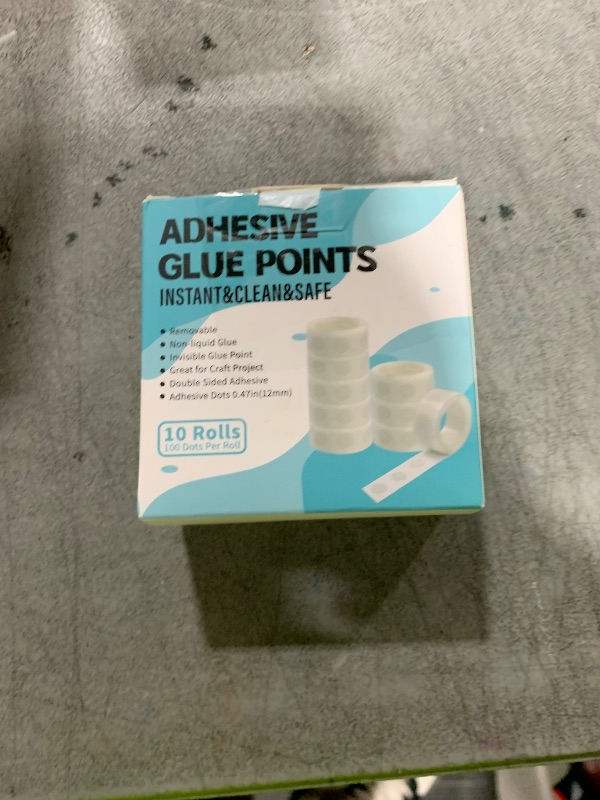 ADHESIVE
GLUE POINTS
INSTANT&CLEAN&SAFE
● Removable
● Non-liquid Glue
● Invisible Glue Point
● Great for Craft Project
● Double Sided Adhesive
● Adhesive Dots 0.47in(12mm)
10 Rolls
100 Dots Per Roll